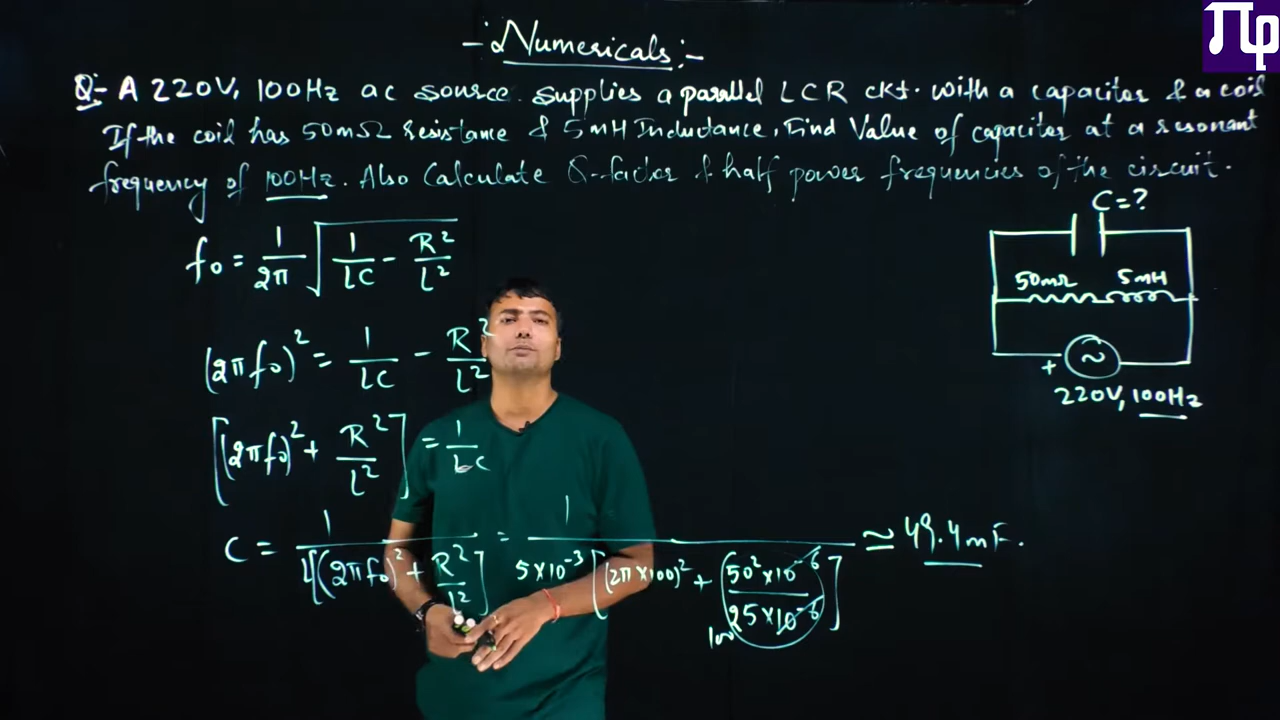 πφ
-:Numericals:-
Q:- A 220V, 100Hz ac source supplies a parallel LCR ckt. with a capacitor & a coil
If the coil has 50mΩ resistance & 5mH Inductance, Find Value of capacitor at a resonant
frequency of 100Hz. Also Calculate Q-factor & half power frequencies of the circuit.
f₀ = 1/2π √(1/LC - R²/L²)
(2πf₀)² = 1/LC - R²/L²
[(2πf₀)² + R²/L²] = 1/LC
C = 1/L[(2πf₀)² + R²/L²] = 1/5×10⁻³[(2π×100)² + (50²×10⁻⁶/25×10⁻⁶)] ≃ 49.4mF.
100
C=?
50mΩ 5mH
+ ~
220V, 100Hz